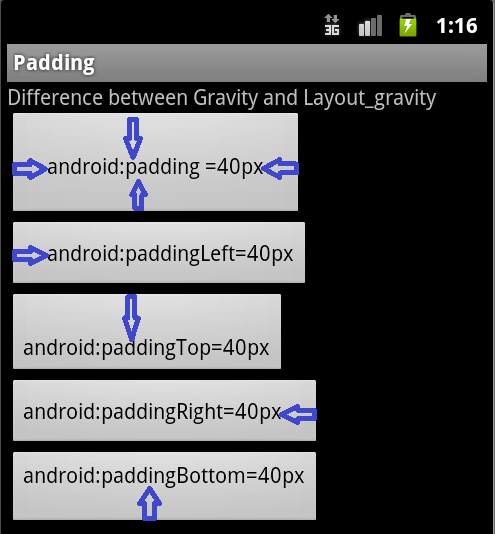 3G 1:16
Padding
Difference between Gravity and Layout_gravity
android:padding =40px
android:paddingLeft=40px
android:paddingTop=40px
android:paddingRight=40px
android:paddingBottom=40px